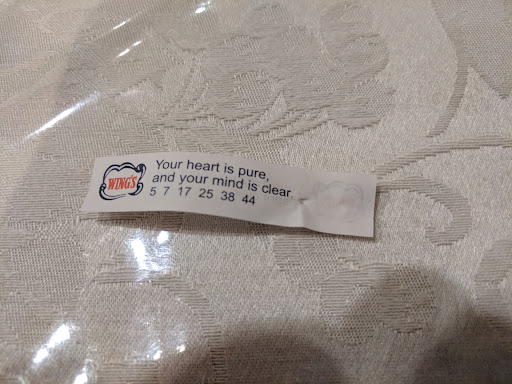 WING'S
Your heart is pure,
and your mind is clear.
5 7 17 25 38 44